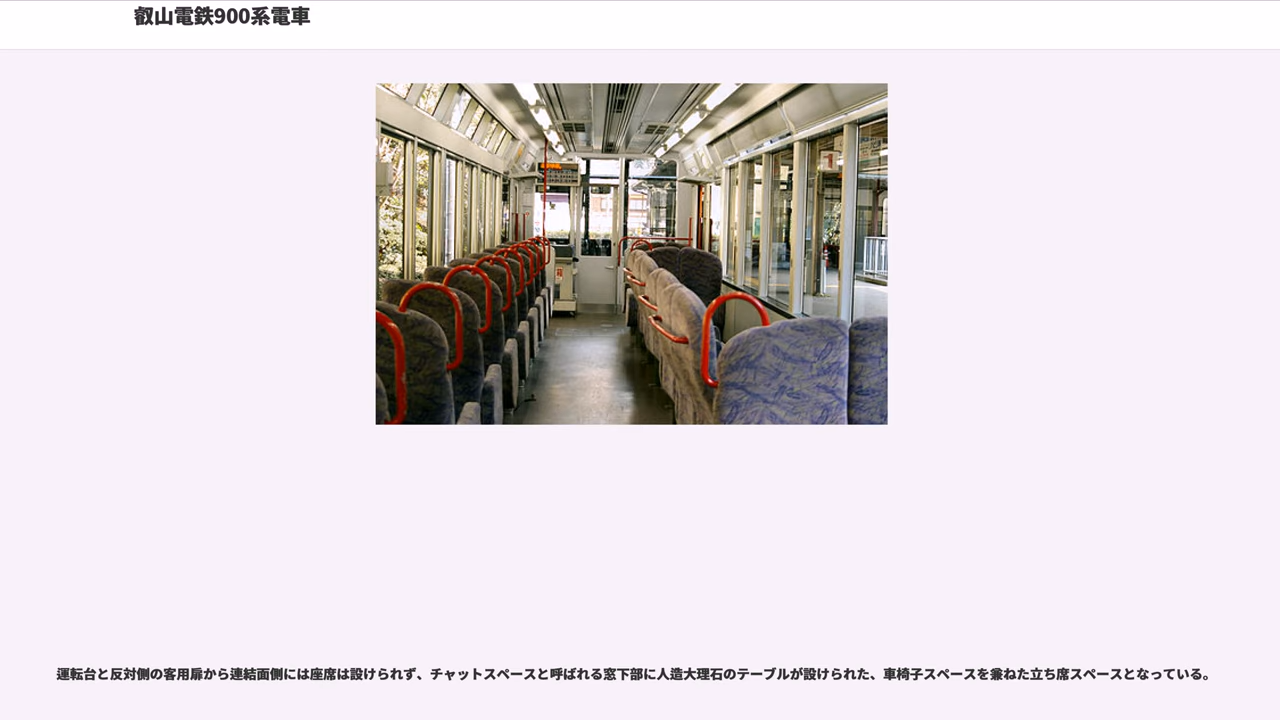 叡山電鉄900系電車
運転台と反対側の客用扉から連結面側には座席は設けられず、チャットスペースと呼ばれる窓下部に人造大理石のテーブルが設けられた、車椅子スペースを兼ねた立ち席スペースとなっている。